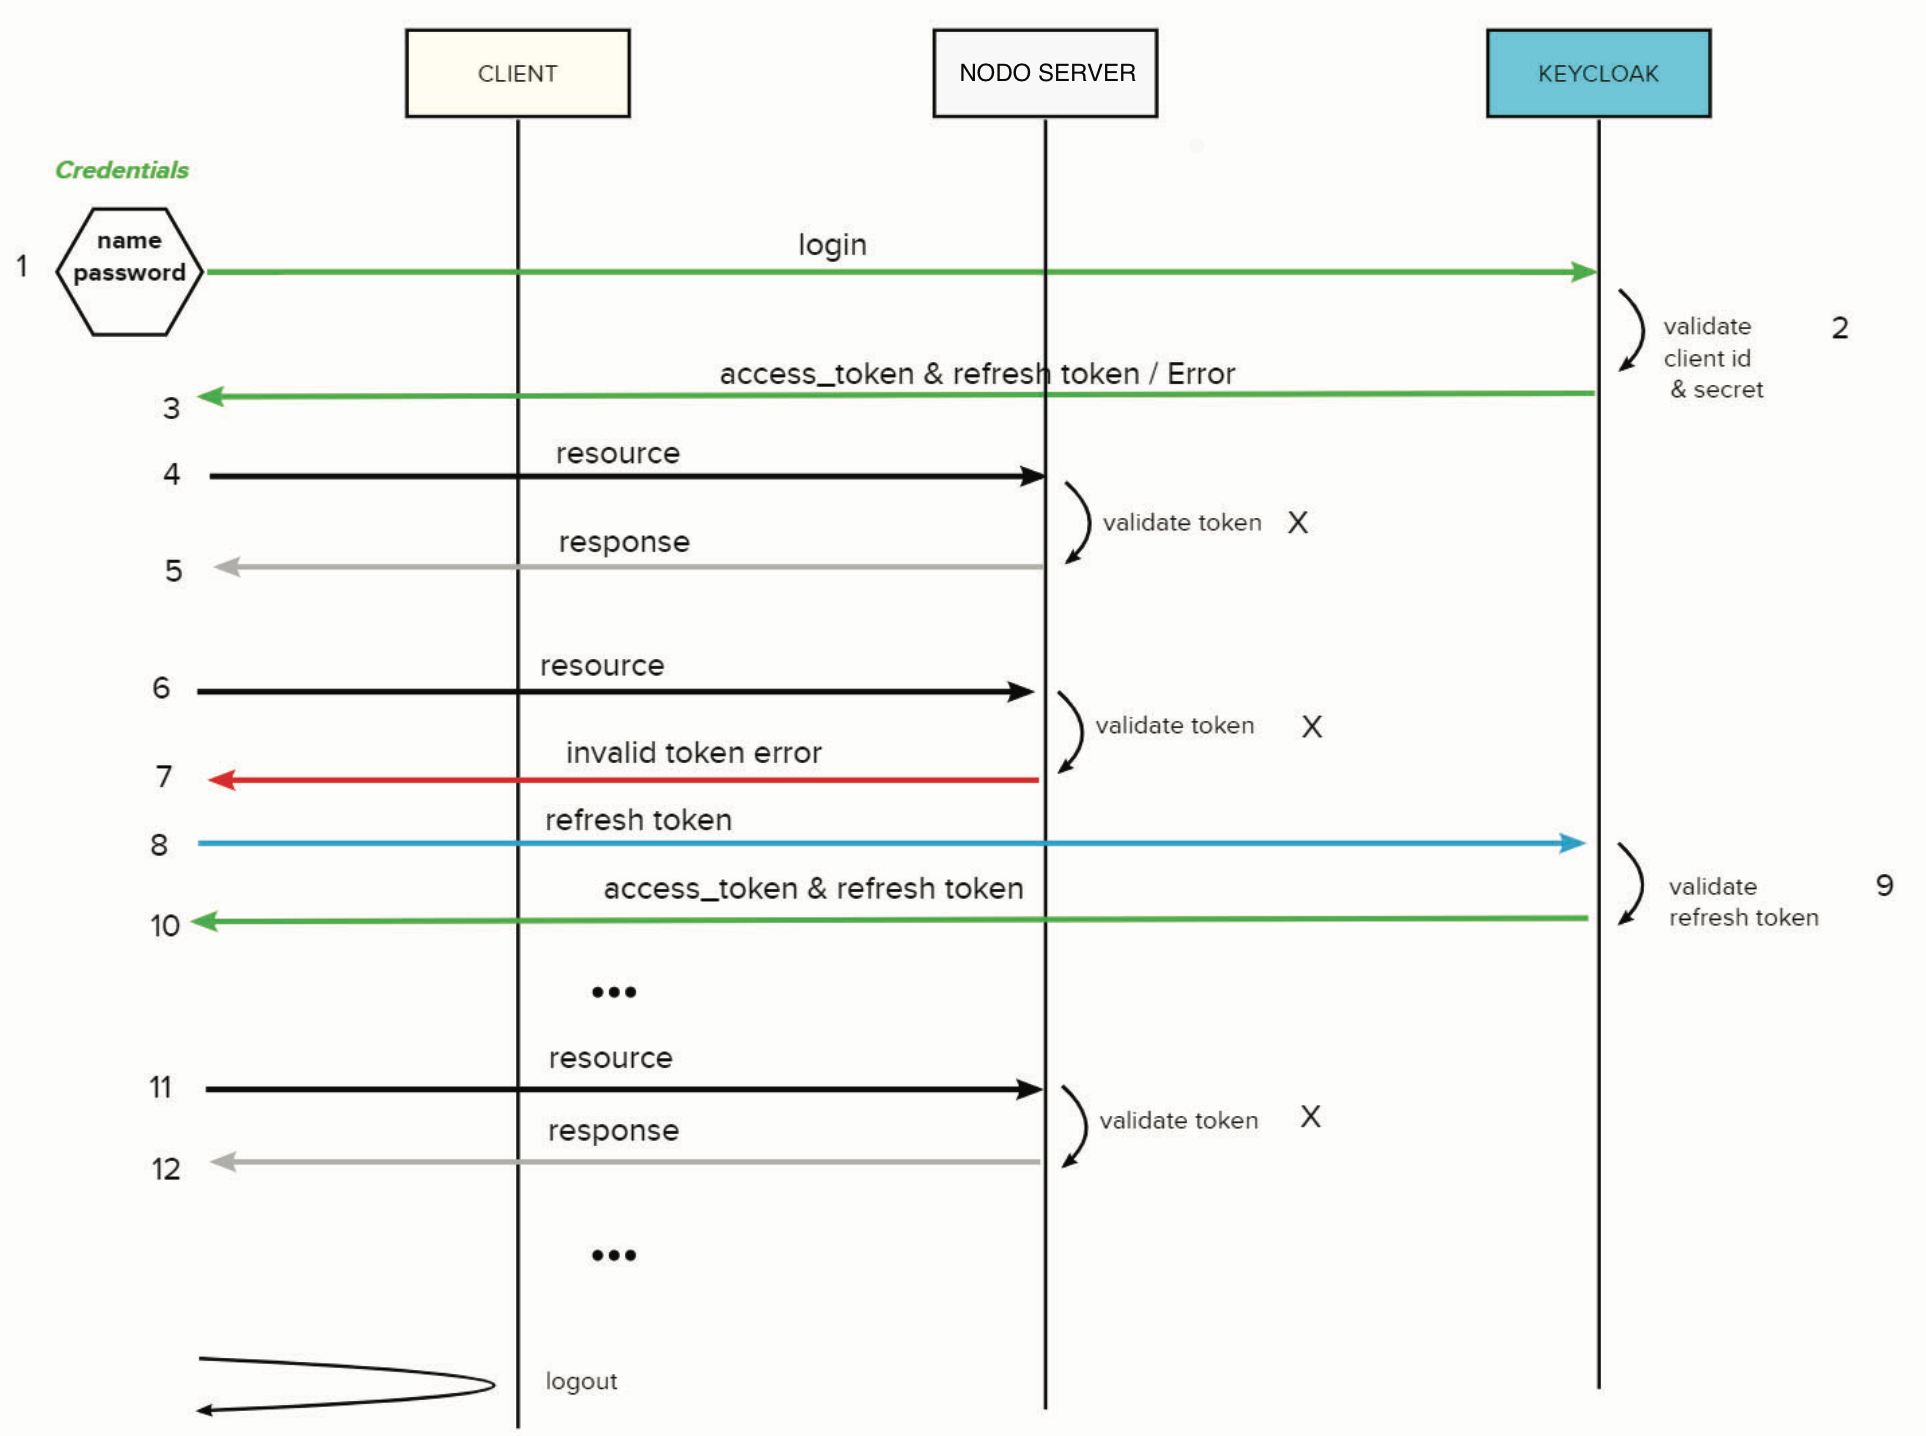 CLIENT
NODO SERVER
KEYCLOAK
Credentials
name
password
1
login
validate
client id
& secret
2
access_token & refresh token / Error
3
resource
4
validate token X
response
5
resource
6
validate token X
invalid token error
7
refresh token
8
validate
refresh token
9
access_token & refresh token
10
•••
resource
11
validate token X
response
12
•••
logout